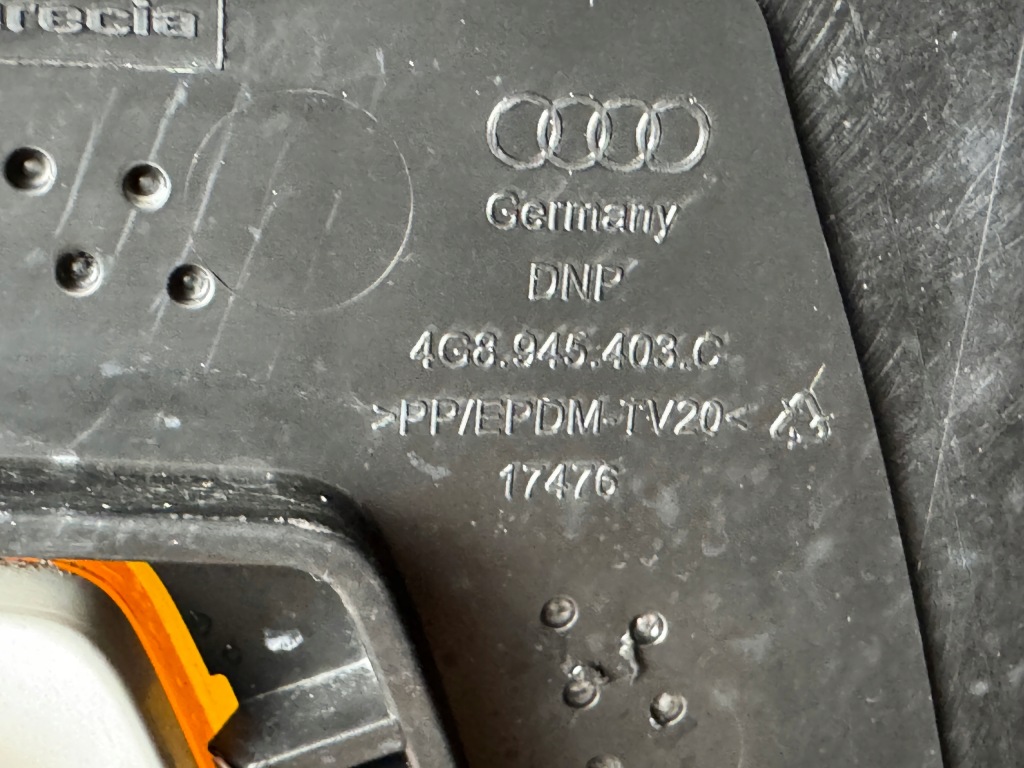 recia
Germany
DNP
4G8.945.403.C
>PP/EPDM-TV20<
17476